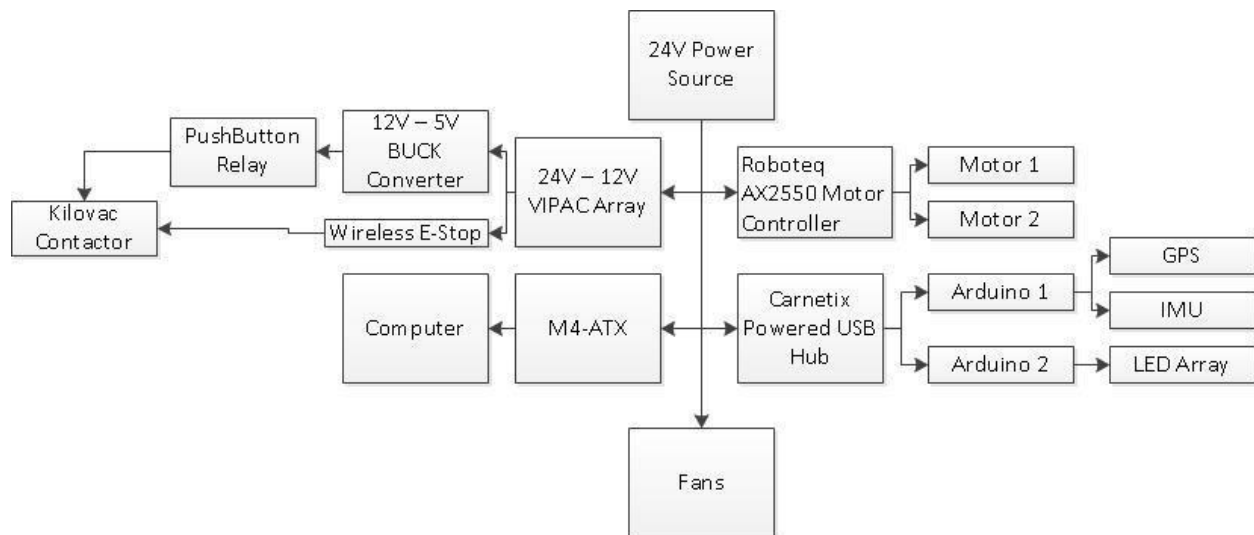 24V Power
Source
PushButton
Relay
12V – 5V
BUCK
Converter
24V – 12V
VIPAC Array
Roboteq
AX2550 Motor
Controller
Motor 1
Motor 2
Kilovac
Contactor
Wireless E-Stop
Computer
M4-ATX
Carnetix
Powered USB
Hub
Arduino 1
Arduino 2
GPS
IMU
LED Array
Fans